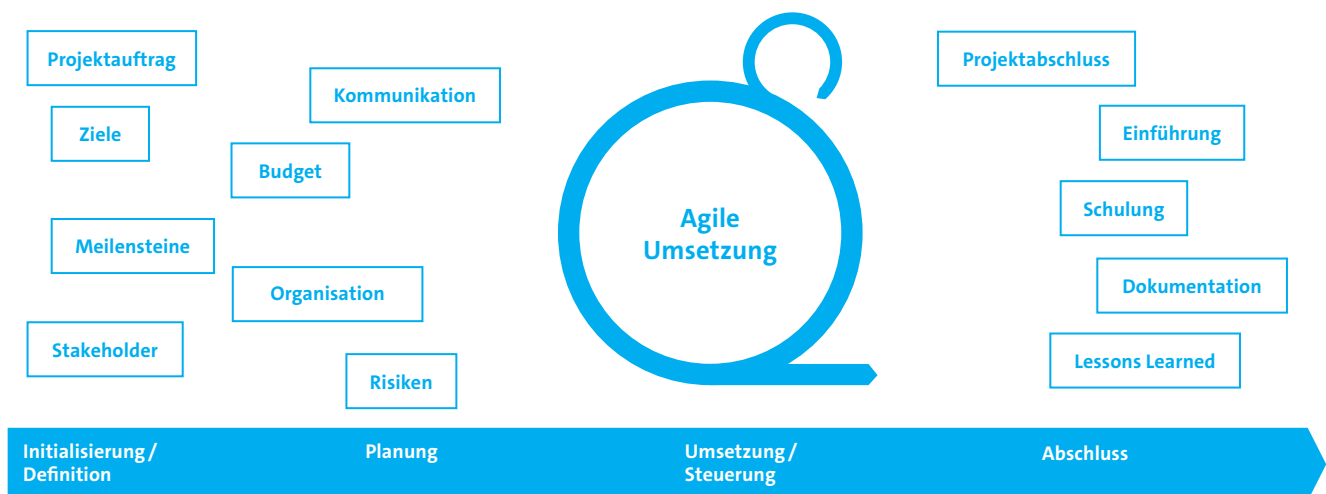 Projektauftrag
Ziele
Meilensteine
Stakeholder
Kommunikation
Budget
Organisation
Risiken
Agile
Umsetzung
Projektabschluss
Einführung
Schulung
Dokumentation
Lessons Learned
Initialisierung /
Definition
Planung
Umsetzung /
Steuerung
Abschluss